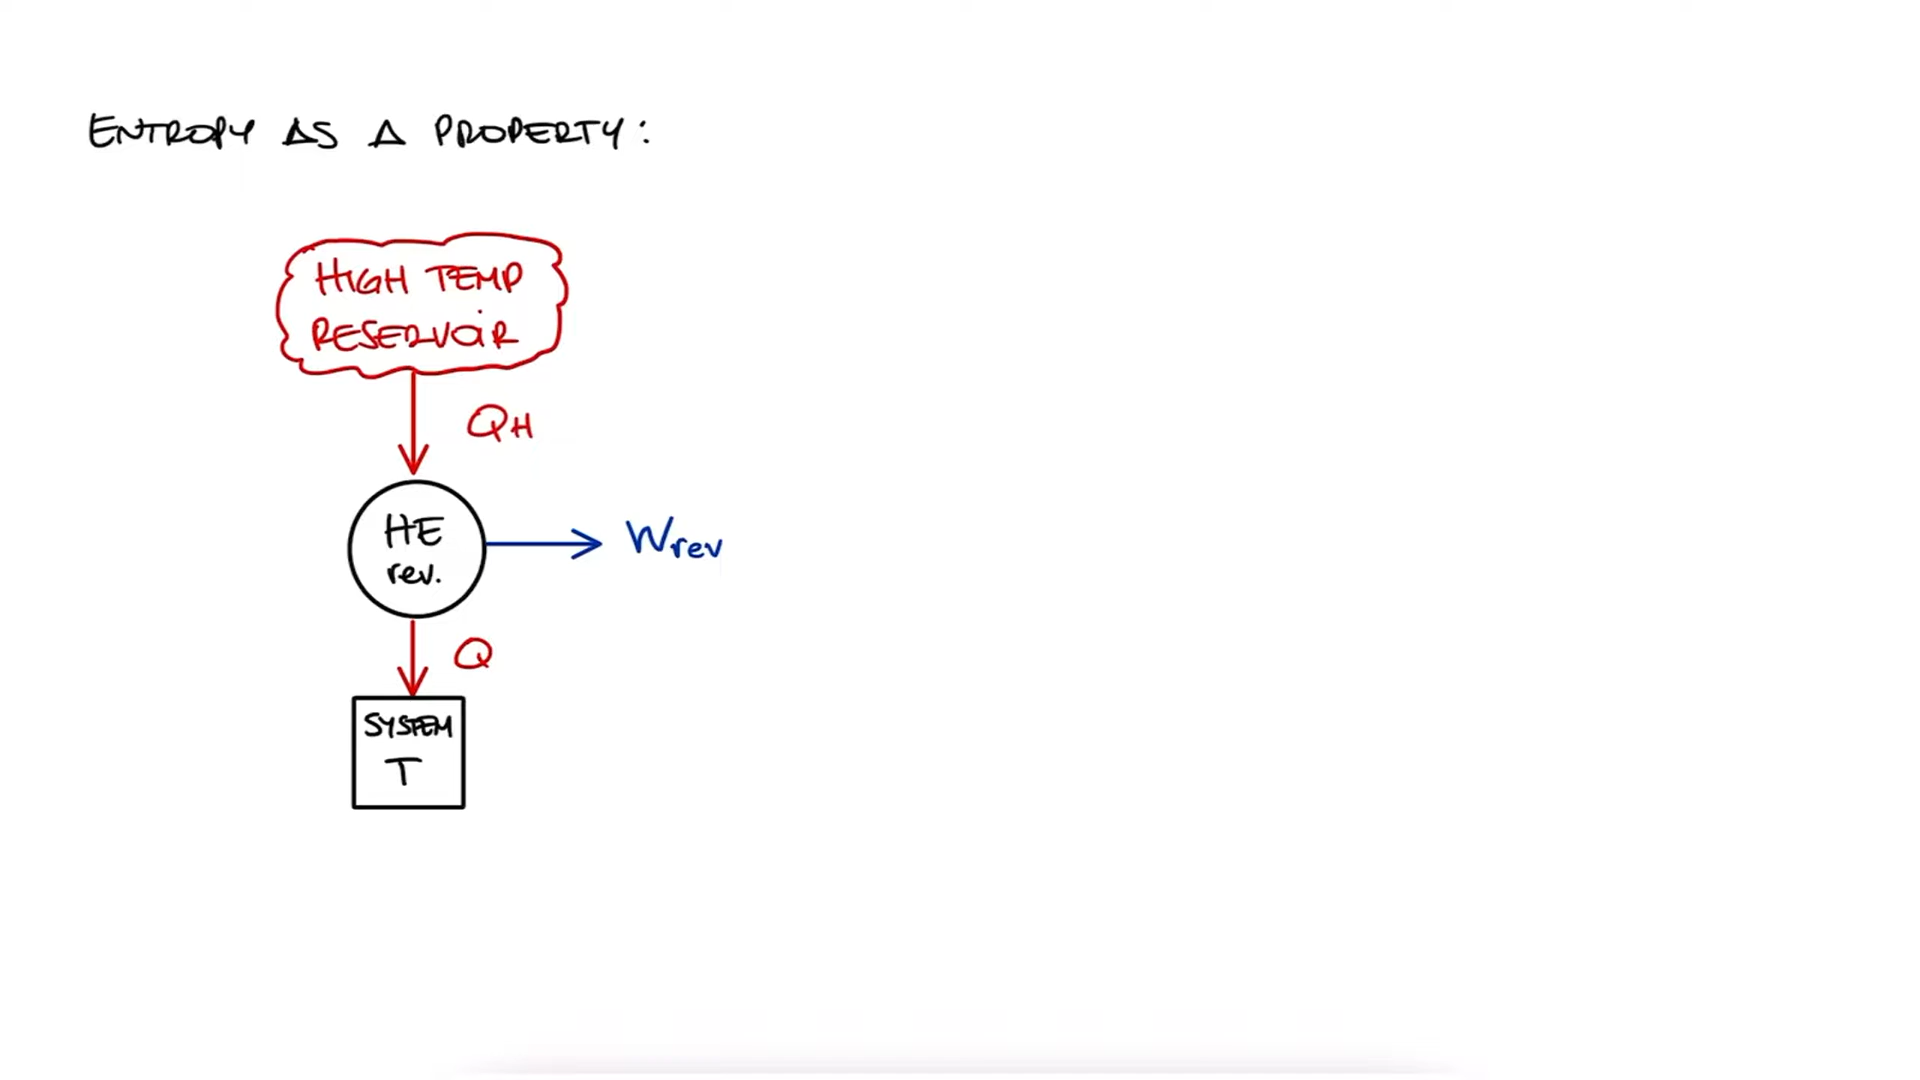 ENTROPY AS A PROPERTY:
HIGH TEMP
RESERVOIR
QH
HE
rev.
Wrev
Q
SYSTEM
T